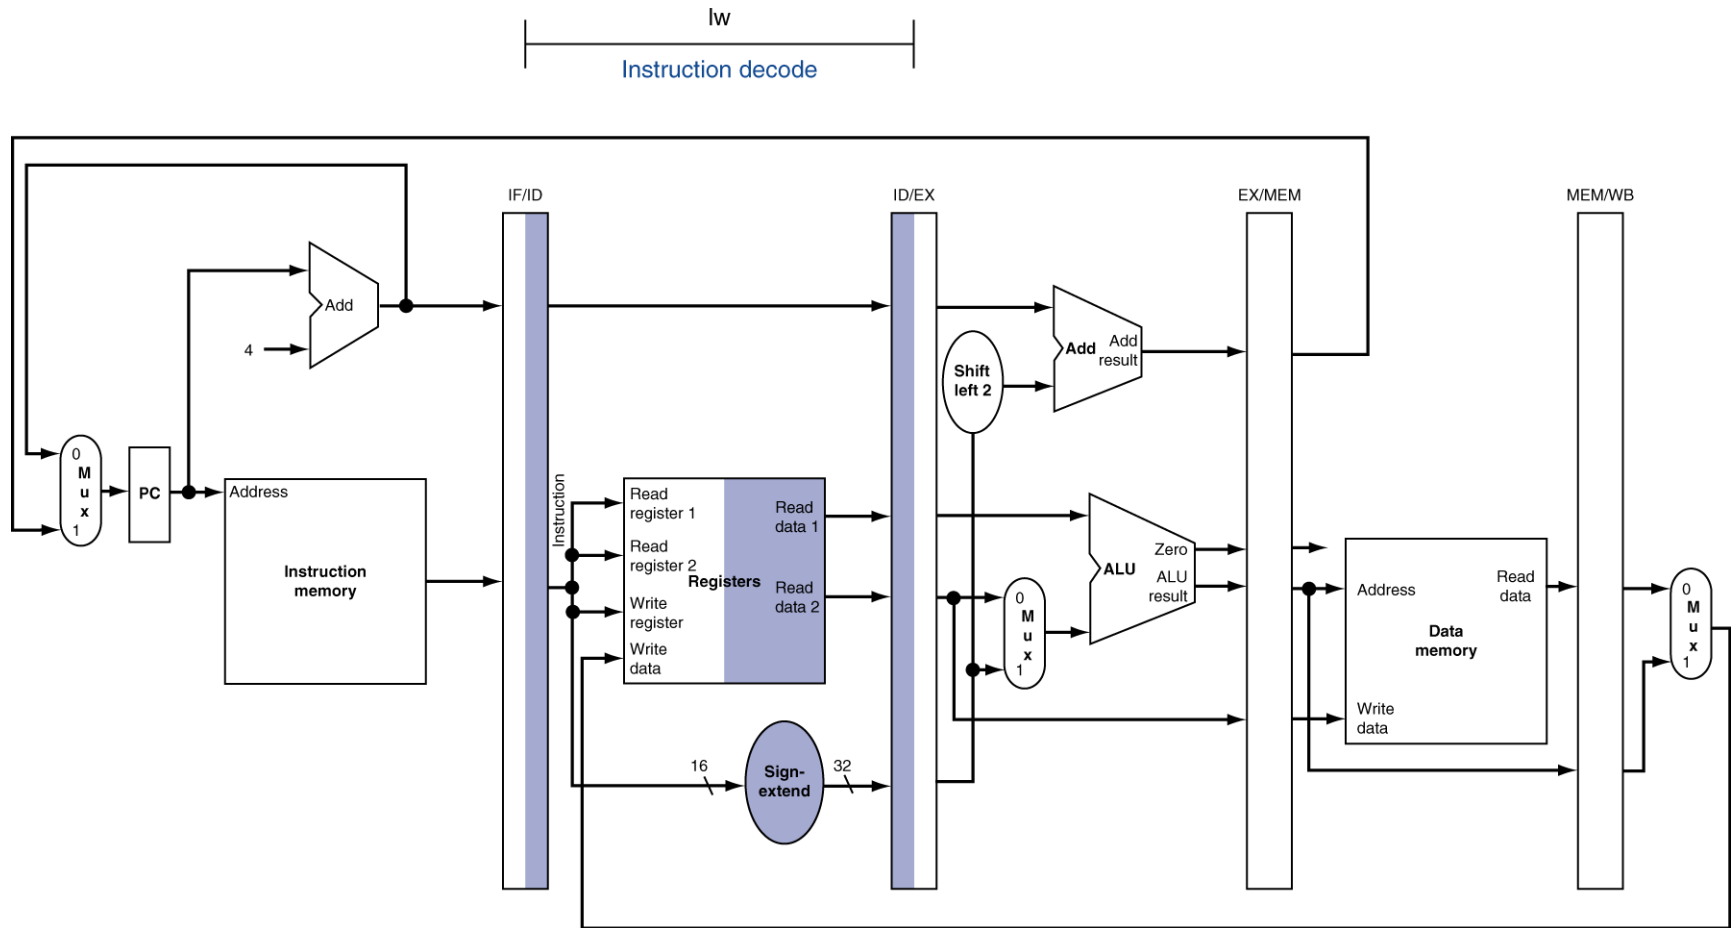 lw
Instruction decode
IF/ID
ID/EX
EX/MEM
MEM/WB
Add
4
Add
Add
result
Shift
left 2
0
M
u
x
1
PC
Address
Instruction
memory
Instruction
Read
register 1
Read
register 2
Write
register
Write
data
Registers
Read
data 1
Read
data 2
16
Sign-
extend
32
0
M
u
x
1
Zero
ALU
ALU
result
Address
Read
data
Data
memory
Write
data
0
M
u
x
1